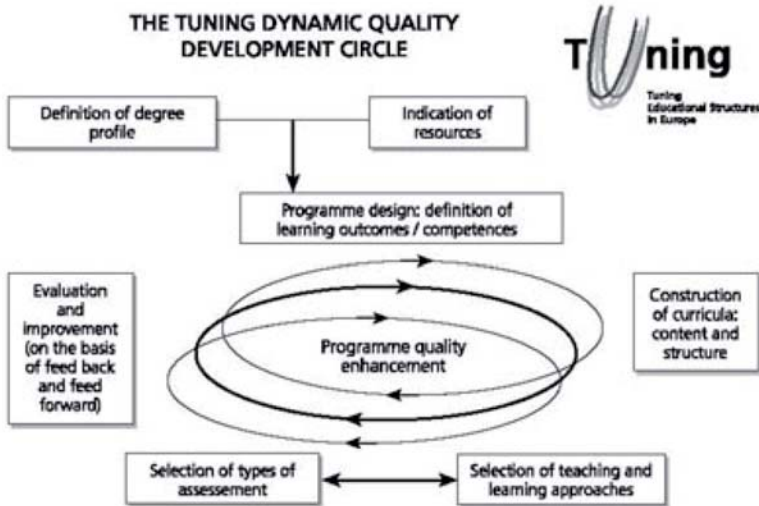 THE TUNING DYNAMIC QUALITY
DEVELOPMENT CIRCLE
Tuning
Tuning
Educational Structures
in Europe
Definition of degree
profile
Indication of
resources
Programme design: definition of
learning outcomes / competences
Evaluation
and
improvement
(on the basis
of feed back
and feed
forward)
Programme quality
enhancement
Construction
of curricula:
content and
structure
Selection of types of
assessment
Selection of teaching and
learning approaches